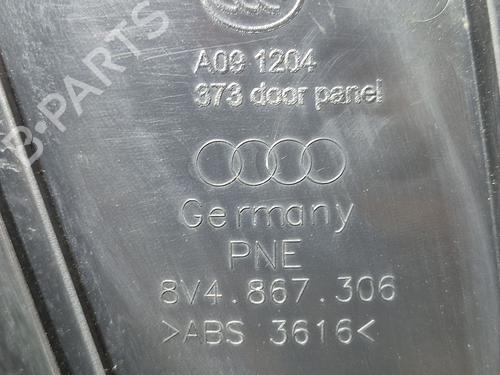 A09 1204
373 door panel
Germany
PNE
8V4.867.306
>ABS 3616<
B-PARTS